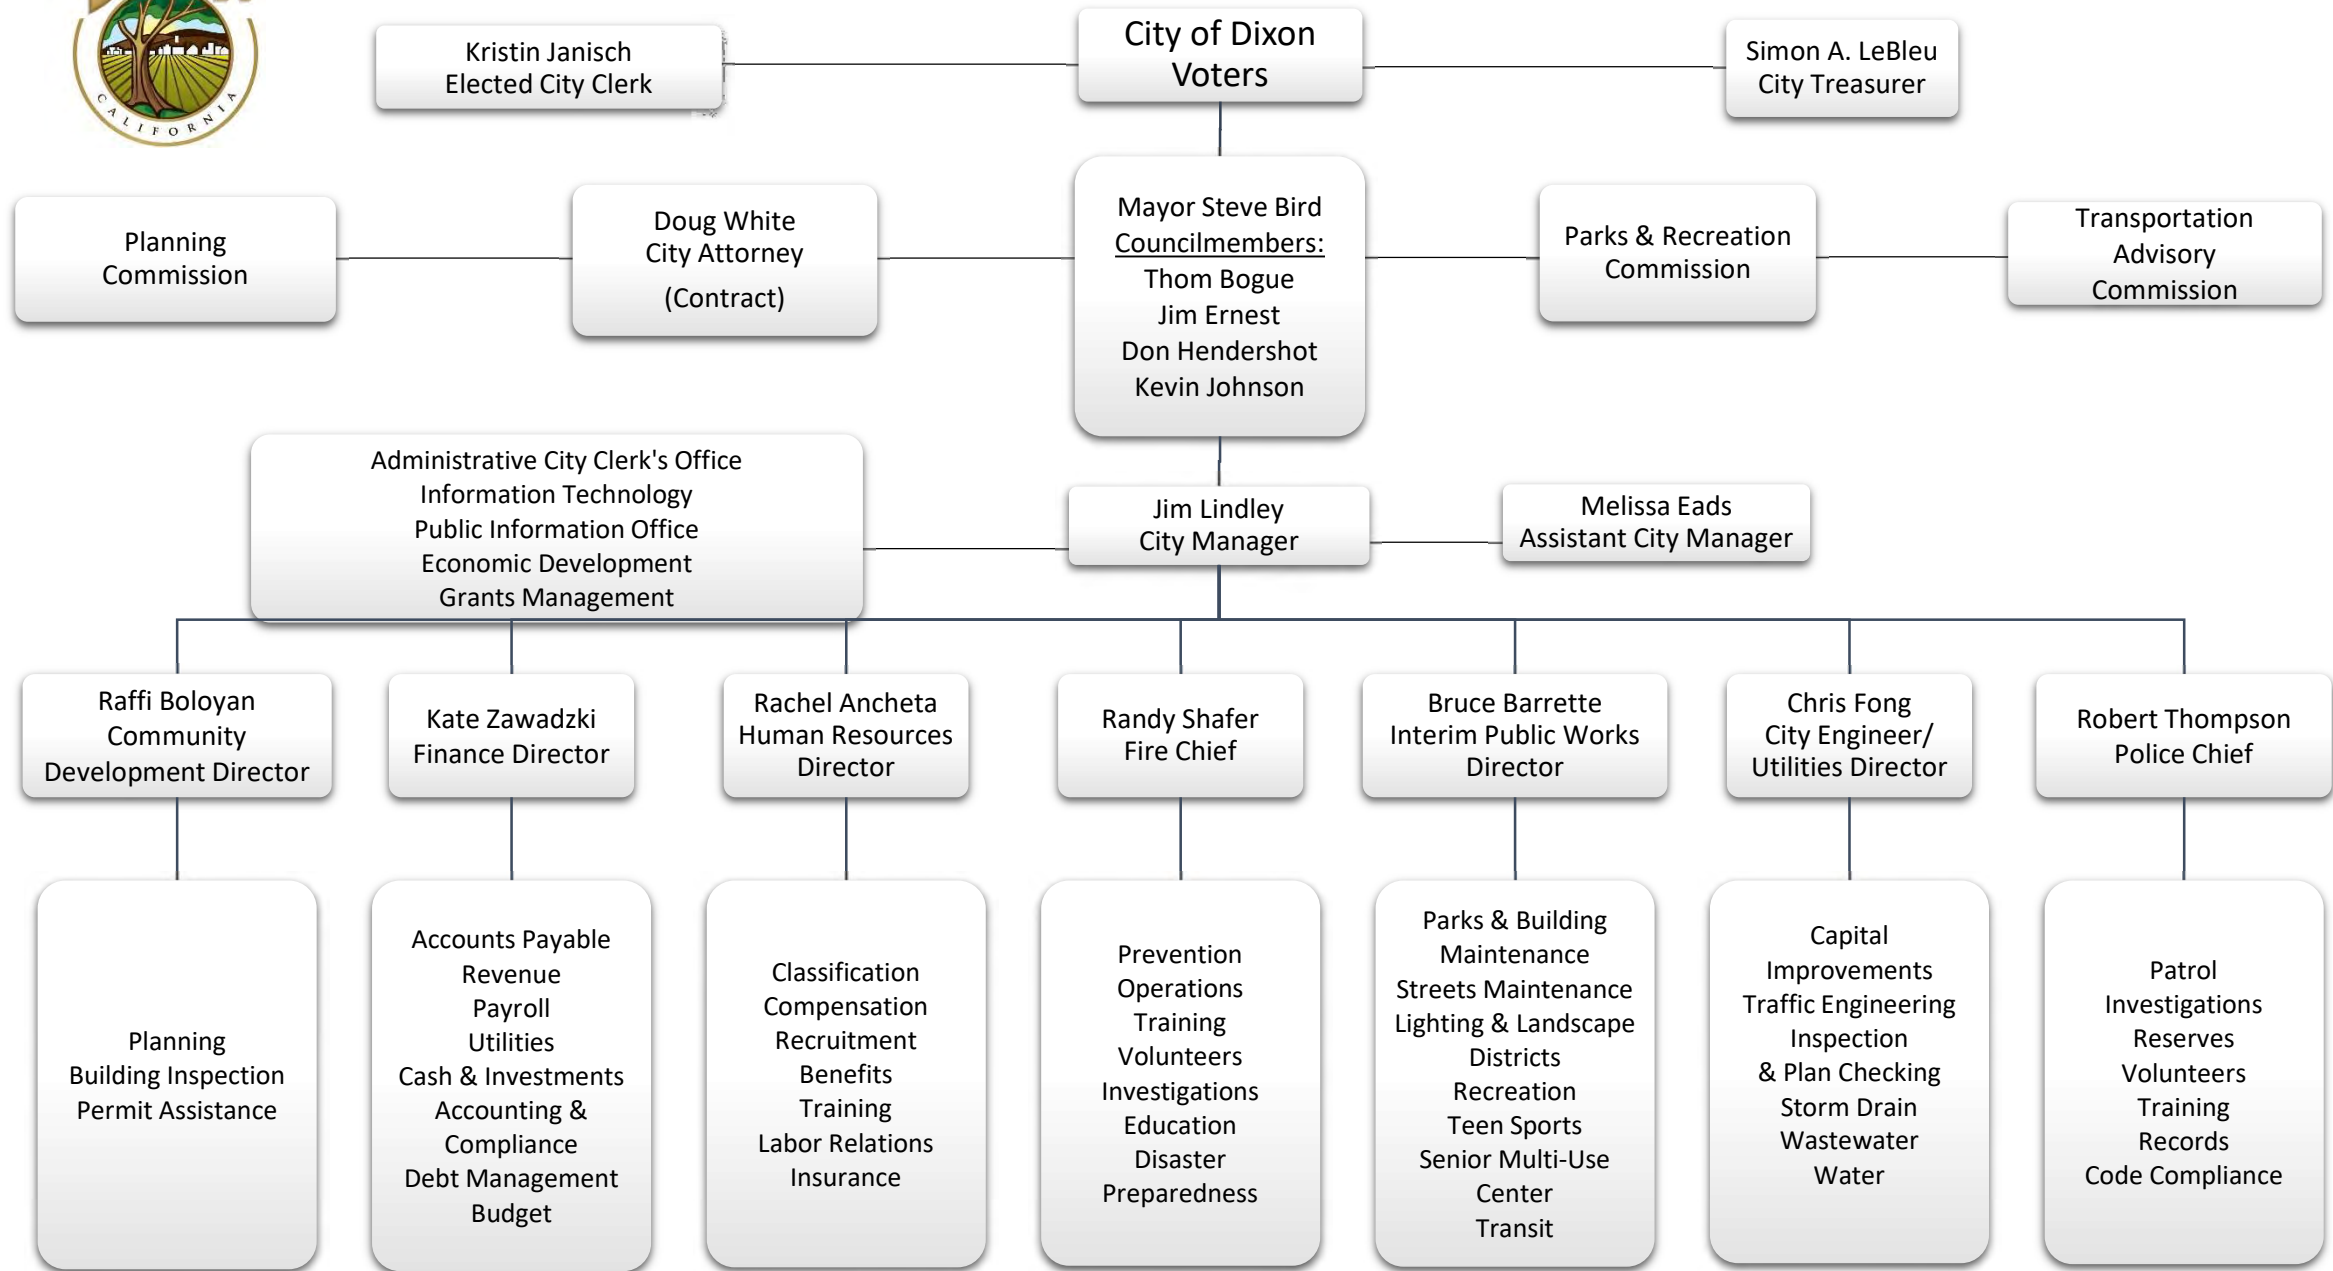 CALIFORNIA
Kristin Janisch
Elected City Clerk
City of Dixon
Voters
Simon A. LeBleu
City Treasurer
Planning
Commission
Doug White
City Attorney
(Contract)
Mayor Steve Bird
Councilmembers:
Thom Bogue
Jim Ernest
Don Hendershot
Kevin Johnson
Parks & Recreation
Commission
Transportation
Advisory
Commission
Administrative City Clerk's Office
Information Technology
Public Information Office
Economic Development
Grants Management
Jim Lindley
City Manager
Melissa Eads
Assistant City Manager
Raffi Boloyan
Community
Development Director
Kate Zawadzki
Finance Director
Rachel Ancheta
Human Resources
Director
Randy Shafer
Fire Chief
Bruce Barrette
Interim Public Works
Director
Chris Fong
City Engineer/
Utilities Director
Robert Thompson
Police Chief
Planning
Building Inspection
Permit Assistance
Accounts Payable
Revenue
Payroll
Utilities
Cash & Investments
Accounting &
Compliance
Debt Management
Budget
Classification
Compensation
Recruitment
Benefits
Training
Labor Relations
Insurance
Prevention
Operations
Training
Volunteers
Investigations
Education
Disaster
Preparedness
Parks & Building
Maintenance
Streets Maintenance
Lighting & Landscape
Districts
Recreation
Teen Sports
Senior Multi-Use
Center
Transit
Capital
Improvements
Traffic Engineering
Inspection
& Plan Checking
Storm Drain
Wastewater
Water
Patrol
Investigations
Reserves
Volunteers
Training
Records
Code Compliance